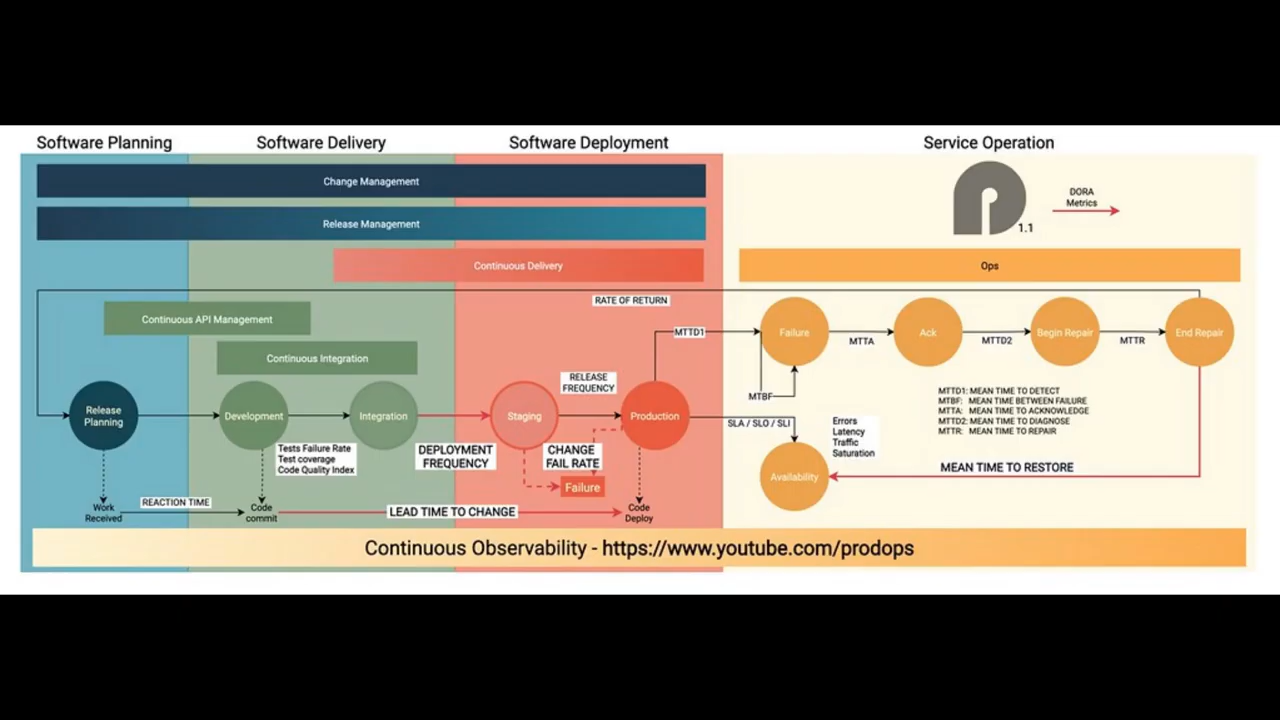 Software Planning
Software Delivery
Software Deployment
Service Operation
Change Management
Release Management
Continuous Delivery
Ops
DORA
Metrics
1.1
RATE OF RETURN
Continuous API Management
Continuous Integration
MTTD1
Failure
MTTA
Ack
MTTD2
Begin Repair
MTTR
End Repair
MTBF
RELEASE
FREQUENCY
Release
Planning
Development
Integration
Staging
Production
SLA / SLO / SLI
MTTD1: MEAN TIME TO DETECT
MTBF: MEAN TIME BETWEEN FAILURE
MTTA: MEAN TIME TO ACKNOWLEDGE
MTTD2: MEAN TIME TO DIAGNOSE
MTTR: MEAN TIME TO REPAIR
Tests Failure Rate
Test coverage
Code Quality Index
DEPLOYMENT
FREQUENCY
CHANGE
FAIL RATE
Failure
Errors
Latency
Traffic
Saturation
Availability
MEAN TIME TO RESTORE
Work
Received
REACTION TIME
Code
commit
LEAD TIME TO CHANGE
Code
Deploy
Continuous Observability - https://www.youtube.com/prodops